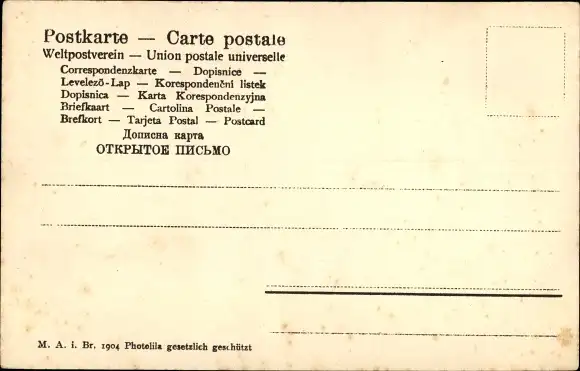 Postkarte — Carte postale
Weltpostverein — Union postale universelle
Correspondenzkarte — Dopisnice —
Levelező-Lap — Korespondenční listek
Dopisnica — Karta Korespondenzyjna
Briefkaart — Cartolina Postale —
Brefkort — Tarjeta Postal — Postcard
Дописна карта
ОТКРЫТОЕ ПИСЬМО
M. A. i. Br. 1904 Photolila gesetzlich geschützt